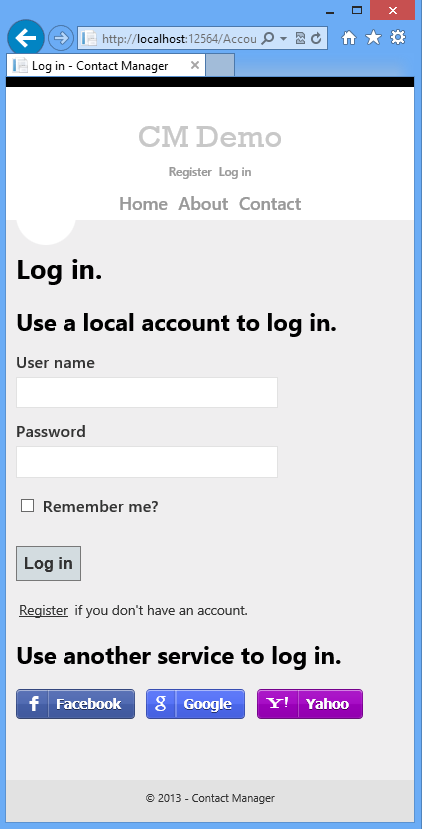 http://localhost:12564/Accou
Log in - Contact Manager
CM Demo
Register Log in
Home About Contact
Log in.
Use a local account to log in.
User name
Password
Remember me?
Log in
Register if you don't have an account.
Use another service to log in.
f Facebook g Google Y! Yahoo
© 2013 - Contact Manager